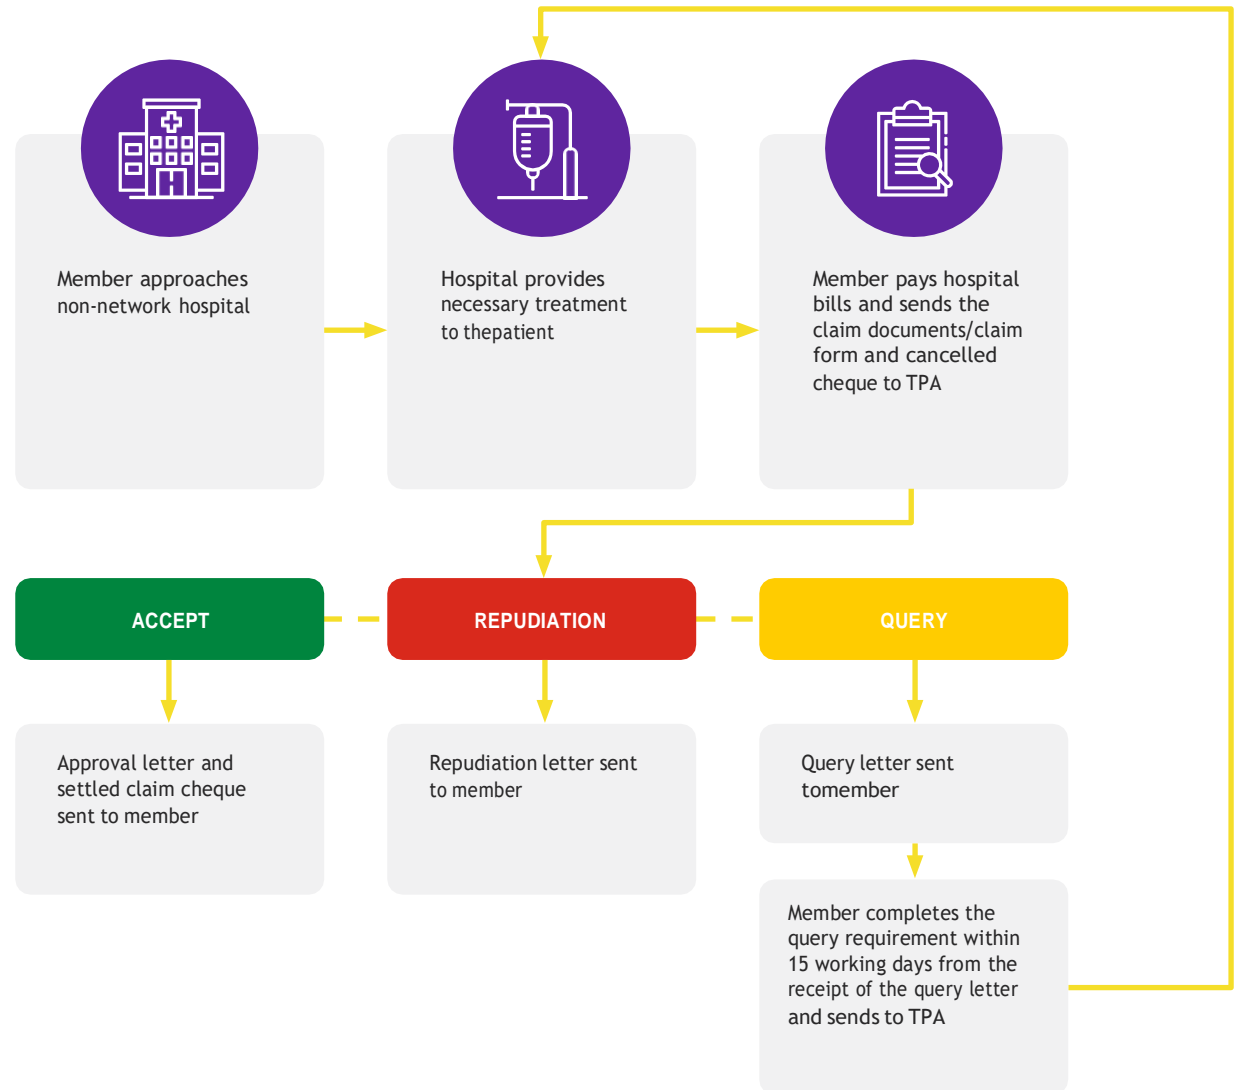 Member approaches
non-network hospital
Hospital provides
necessary treatment
to thepatient
Member pays hospital
bills and sends the
claim documents/claim
form and cancelled
cheque to TPA
ACCEPT
REPUDIATION
QUERY
Approval letter and
settled claim cheque
sent to member
Repudiation letter sent
to member
Query letter sent
tomember
Member completes the
query requirement within
15 working days from the
receipt of the query letter
and sends to TPA